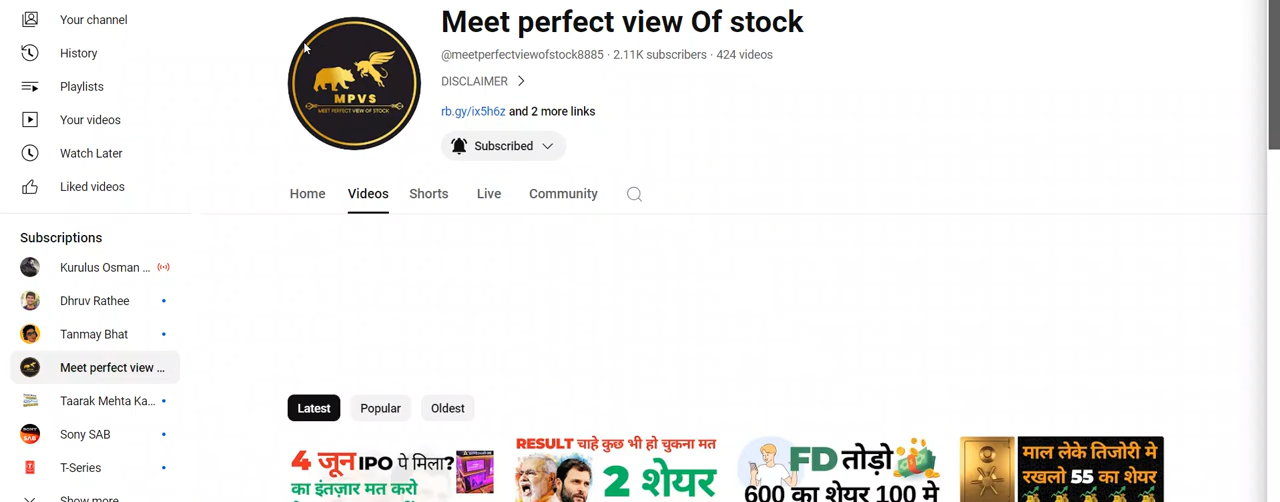 Your channel
History
Playlists
Your videos
Watch Later
Liked videos
Subscriptions
Kurulus Osman ...
Dhruv Rathee
Tanmay Bhat
Meet perfect view ...
Taarak Mehta Ka...
Sony SAB
T-Series
Show more
MPVS
MEET PERFECT VIEW OF STOCK
Meet perfect view Of stock
@meetperfectviewofstock8885 · 2.11K subscribers · 424 videos
DISCLAIMER
rb.gy/ix5h6z and 2 more links
Subscribed
Home Videos Shorts Live Community
Latest Popular Oldest
4 जून IPO पे मिला?
का इंतज़ार मत करो
RESULT चाहे कुछ भी हो चुकना मत
2 शेयर
FD तोड़ो
600 का शेयर 100 मे
माल लेके तिजोरी मे
रखलो 55 का शेयर